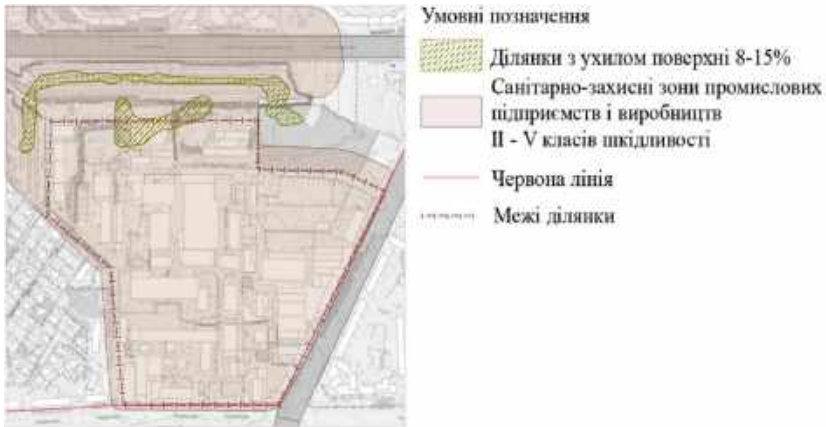 Умовні позначення
Ділянки з ухилом поверхні 8-15%
Санітарно-захисні зони промислових
підприємств і виробництв
ІІ - V класів шкідливості
Червона лінія
Межі ділянки